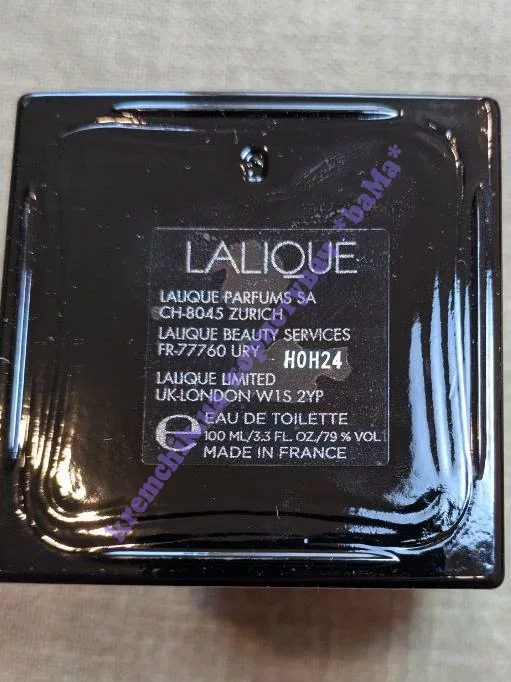 LALIQUE
LALIQUE PARFUMS SA
CH-8045 ZURICH
LALIQUE BEAUTY SERVICES
FR-77760 URY
H0H24
LALIQUE LIMITED
UK-LONDON W1S 2YP
e EAU DE TOILETTE
100 ML/3.3 FL. OZ./79 % VOL
MADE IN FRANCE
*baMa*